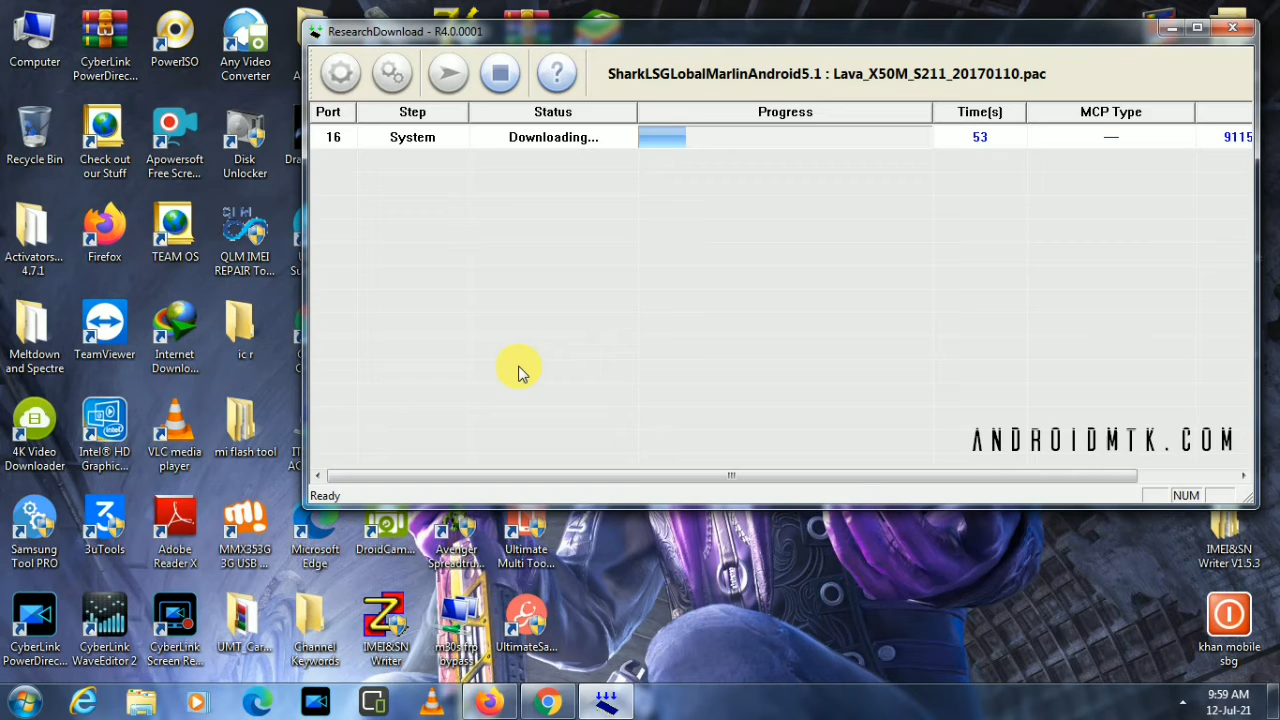 Computer
CyberLink
PowerDirec...
PowerISO
Any Video
Converter
Recycle Bin
Check out
our Stuff
Apowersoft
Free Scre...
Disk
Unlocker
Activators...
4.7.1
Firefox
TEAM OS
QLM IMEI
REPAIR To...
Meltdown
and Spectre
TeamViewer
Internet
Downlo...
ic r
4K Video
Downloader
Intel® HD
Graphic...
VLC media
player
mi flash tool
Samsung
Tool PRO
3uTools
Adobe
Reader X
MMX353G
3G USB ...
Microsoft
Edge
DroidCam...
Avenger
Spreadtru...
Ultimate
Multi Too...
CyberLink
PowerDirec...
CyberLink
WaveEditor 2
CyberLink
Screen Re...
UMT_Car...
Channel
Keywords
IMEI&SN
Writer
m30s frp
bypass
UltimateSa...
IMEI&SN
Writer V1.5.3
khan mobile
sbg
ResearchDownload - R4.0.0001
SharkLSGLobalMarlinAndroid5.1 : Lava_X50M_S211_20170110.pac
Port Step Status Progress Time(s) MCP Type
16 System Downloading... 53 — 9115
ANDROIDMTK.COM
Ready NUM
9:59 AM
12-Jul-21